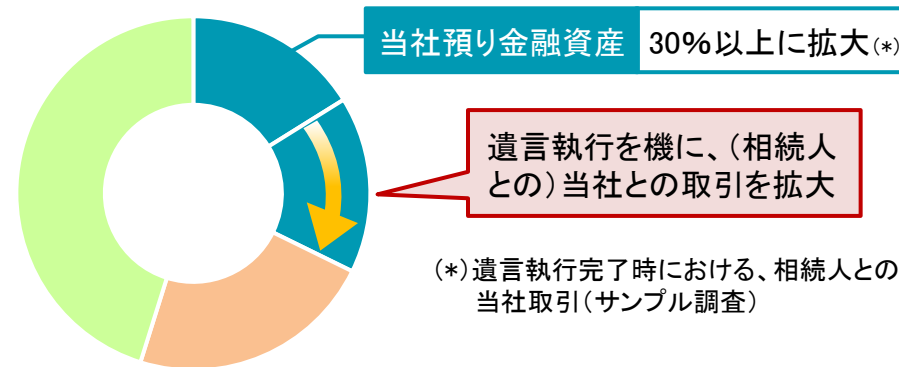 当社預り金融資産 30%以上に拡大(*)
遺言執行を機に、(相続人
との)当社との取引を拡大
(*)遺言執行完了時における、相続人との
当社取引(サンプル調査)